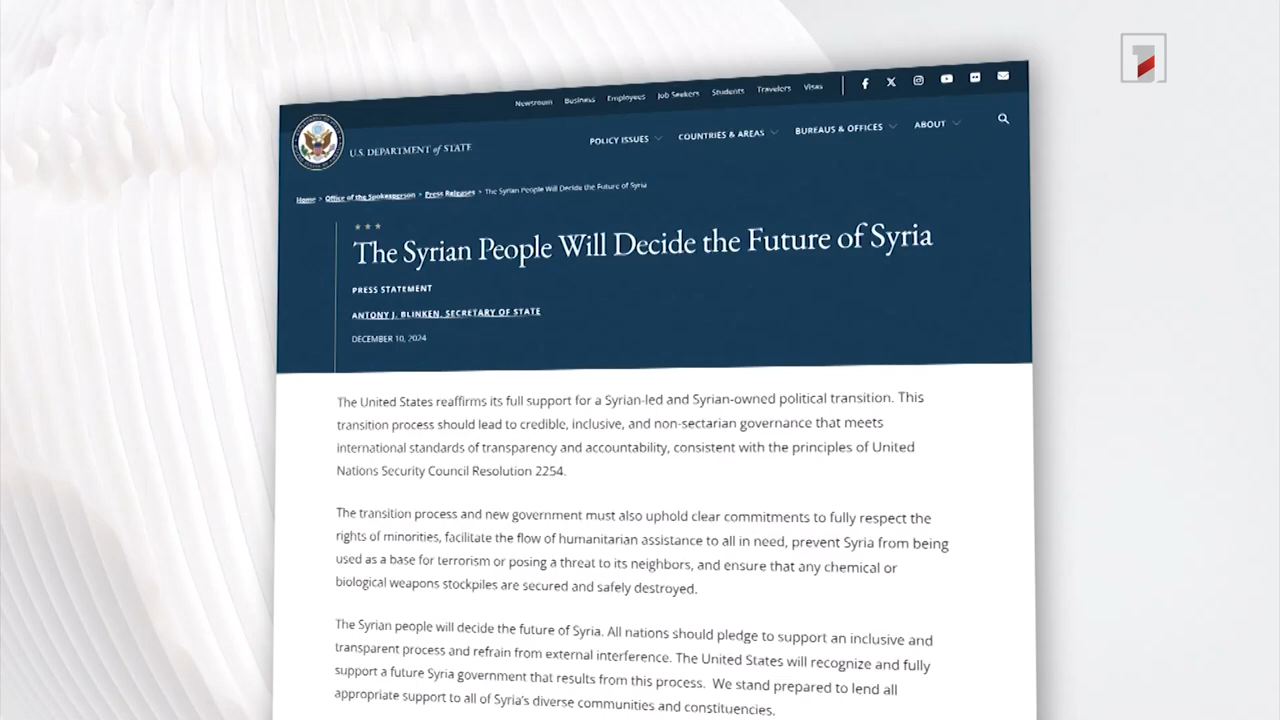 Newsroom Business Employees Job Seekers Students Travelers Visas
U.S. DEPARTMENT of STATE
POLICY ISSUES COUNTRIES & AREAS BUREAUS & OFFICES ABOUT
Home > Office of the Spokesperson > Press Releases > The Syrian People Will Decide the Future of Syria
The Syrian People Will Decide the Future of Syria
PRESS STATEMENT
ANTONY J. BLINKEN, SECRETARY OF STATE
DECEMBER 10, 2024
The United States reaffirms its full support for a Syrian-led and Syrian-owned political transition. This
transition process should lead to credible, inclusive, and non-sectarian governance that meets
international standards of transparency and accountability, consistent with the principles of United
Nations Security Council Resolution 2254.
The transition process and new government must also uphold clear commitments to fully respect the
rights of minorities, facilitate the flow of humanitarian assistance to all in need, prevent Syria from being
used as a base for terrorism or posing a threat to its neighbors, and ensure that any chemical or
biological weapons stockpiles are secured and safely destroyed.
The Syrian people will decide the future of Syria. All nations should pledge to support an inclusive and
transparent process and refrain from external interference. The United States will recognize and fully
support a future Syria government that results from this process. We stand prepared to lend all
appropriate support to all of Syria's diverse communities and constituencies.